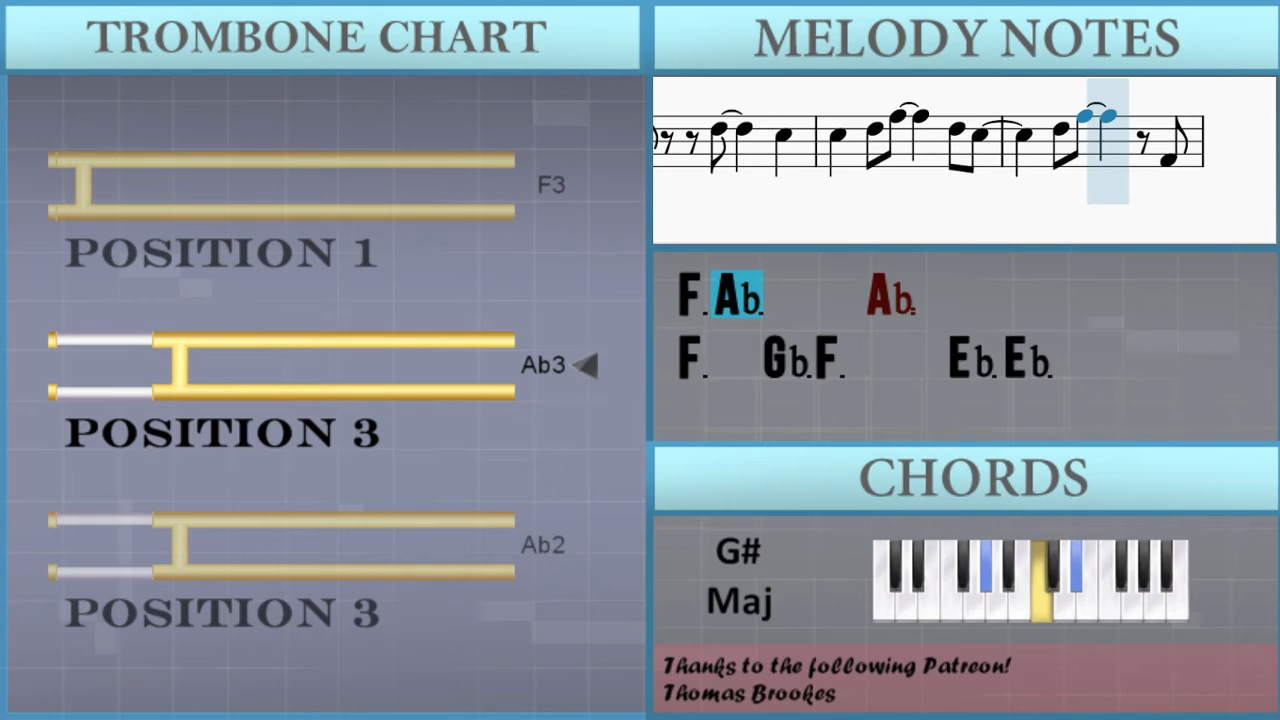 TROMBONE CHART
F3
POSITION 1
Ab3
POSITION 3
Ab2
POSITION 3
MELODY NOTES
F. Ab. Ab.
F. Gb. F. Eb. Eb.
CHORDS
G#
Maj
Thanks to the following Patreon!
Thomas Brookes